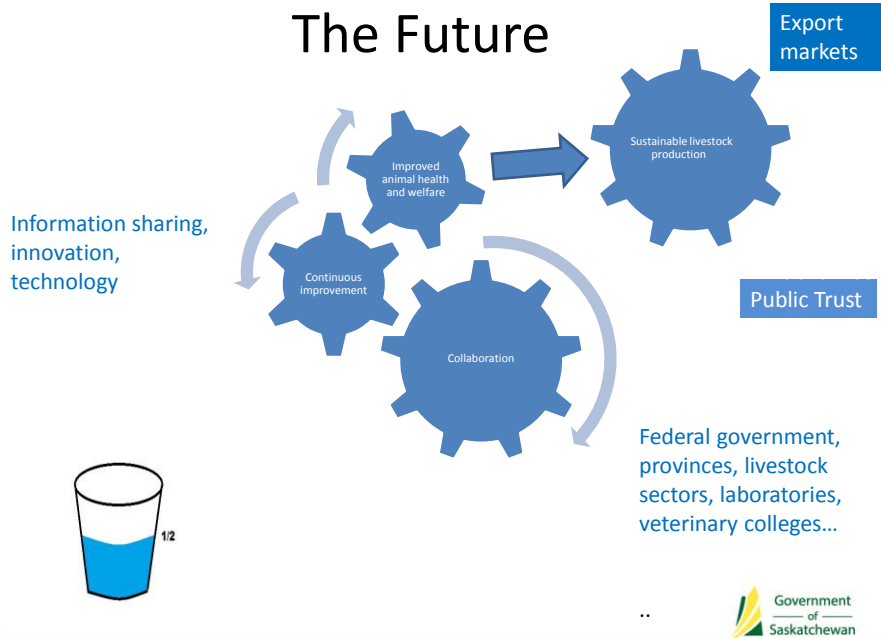 The Future
Export
markets
Improved
animal health
and welfare
Sustainable livestock
production
Information sharing,
innovation,
technology
Continuous
improvement
Public Trust
Collaboration
Federal government,
provinces, livestock
sectors, laboratories,
veterinary colleges…
1/2
..
Government
of
Saskatchewan